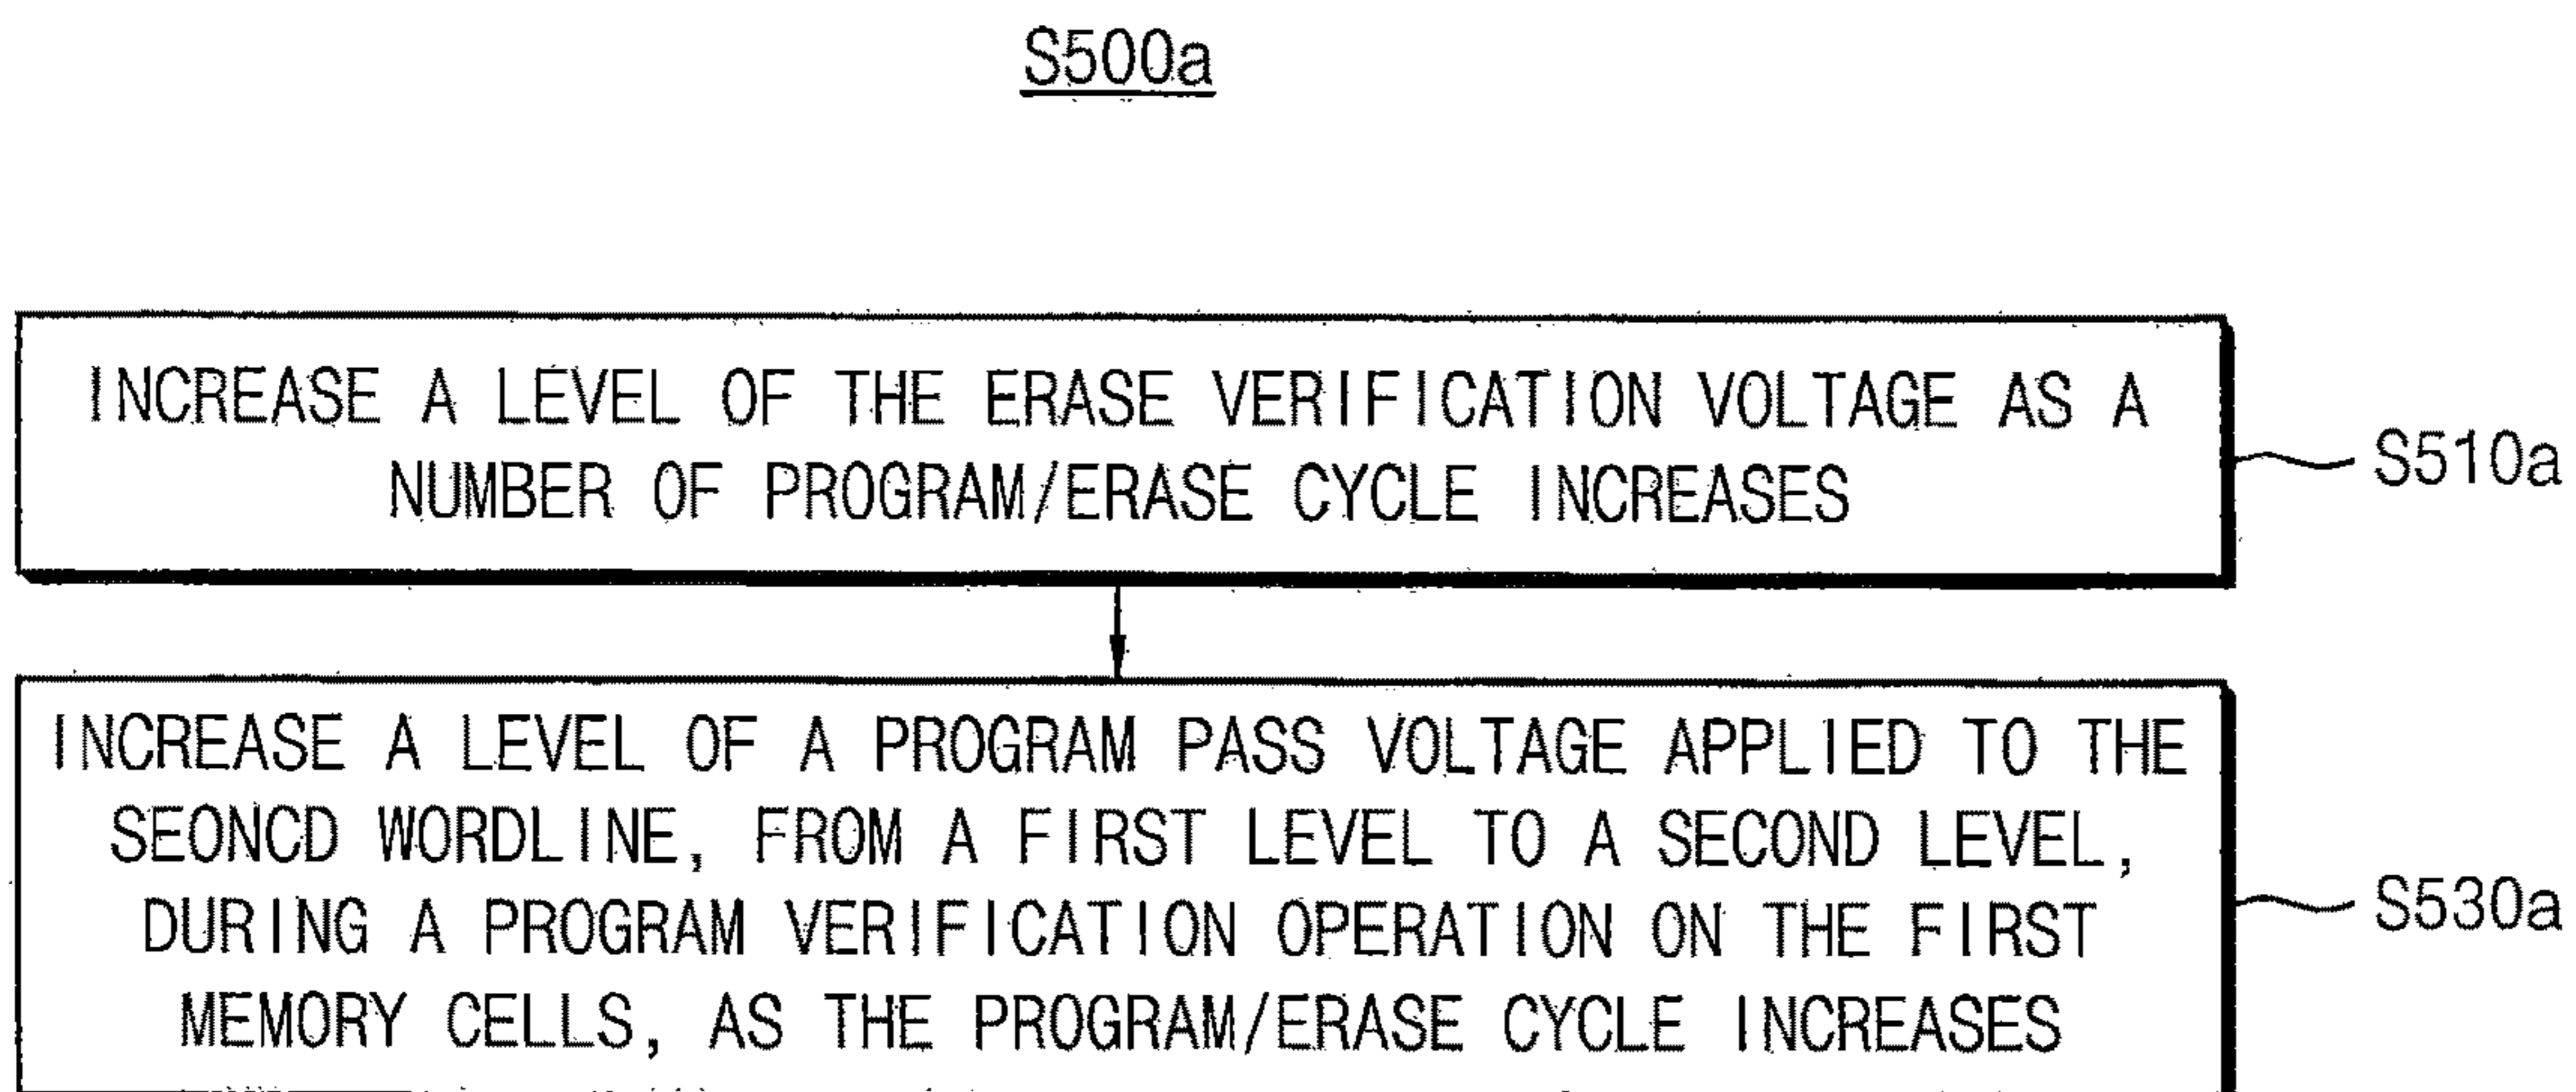 S500a
INCREASE A LEVEL OF THE ERASE VERIFICATION VOLTAGE AS A
NUMBER OF PROGRAM/ERASE CYCLE INCREASES
S510a
INCREASE A LEVEL OF A PROGRAM PASS VOLTAGE APPLIED TO THE
SEONCD WORDLINE, FROM A FIRST LEVEL TO A SECOND LEVEL,
DURING A PROGRAM VERIFICATION OPERATION ON THE FIRST
MEMORY CELLS, AS THE PROGRAM/ERASE CYCLE INCREASES
S530a